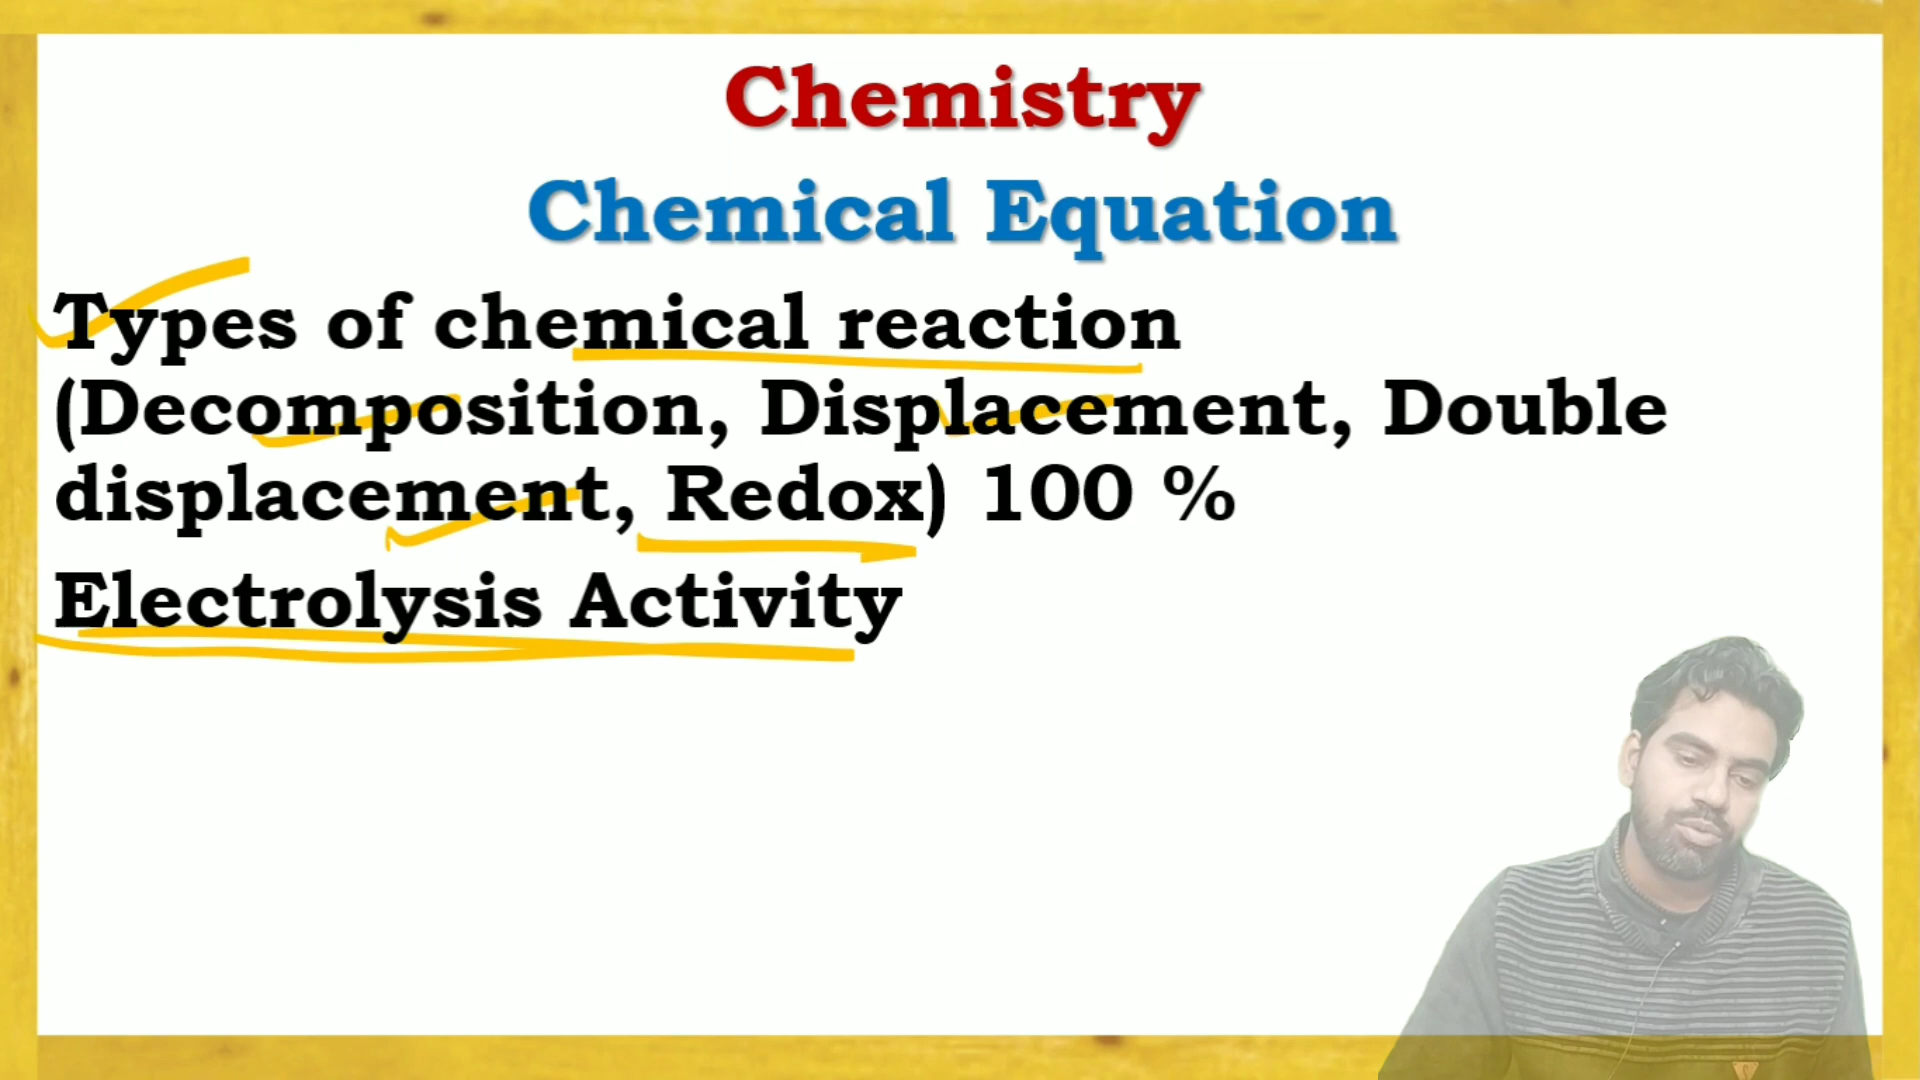 Chemistry
Chemical Equation
Types of chemical reaction
(Decomposition, Displacement, Double
displacement, Redox) 100 %
Electrolysis Activity